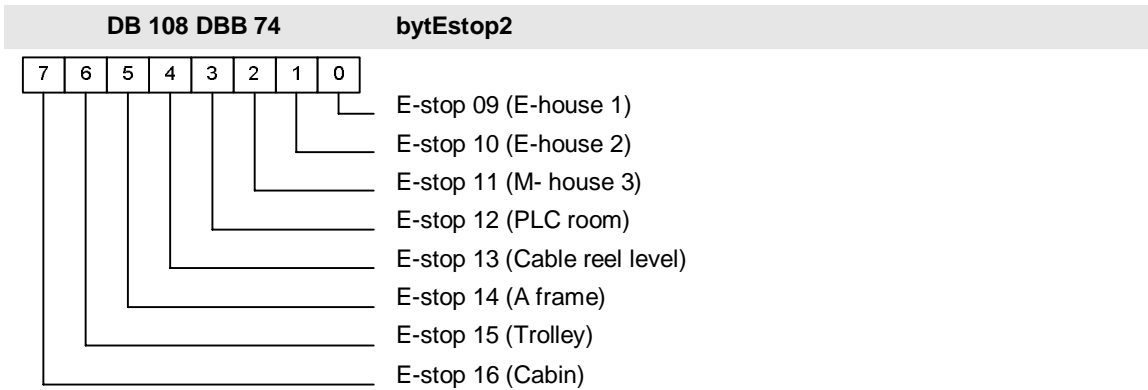 DB 108 DBB 74 bytEstop2
7 6 5 4 3 2 1 0
E-stop 09 (E-house 1)
E-stop 10 (E-house 2)
E-stop 11 (M- house 3)
E-stop 12 (PLC room)
E-stop 13 (Cable reel level)
E-stop 14 (A frame)
E-stop 15 (Trolley)
E-stop 16 (Cabin)